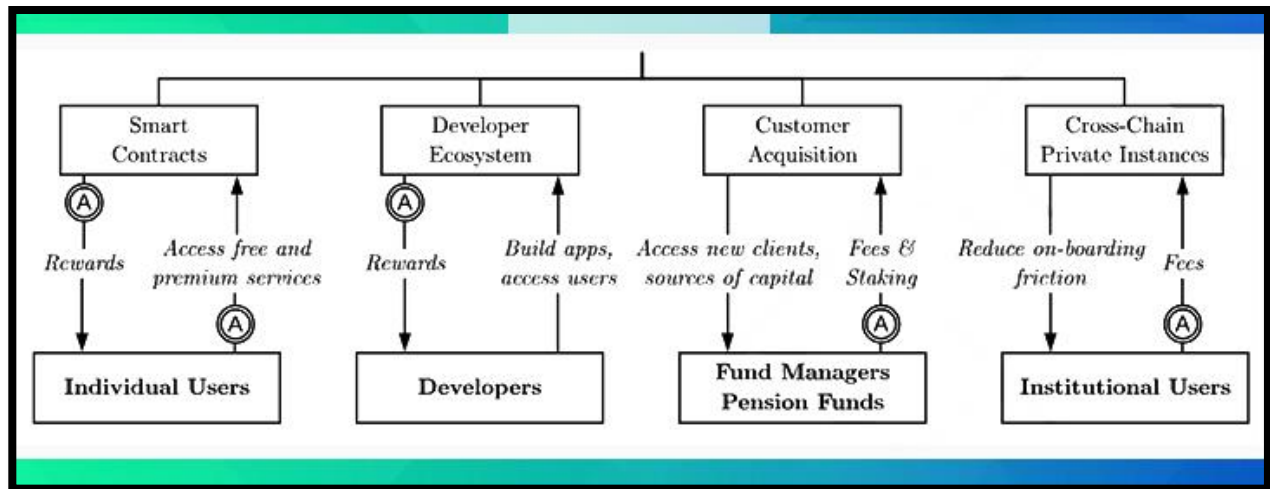 Smart
Contracts
Developer
Ecosystem
Customer
Acquisition
Cross-Chain
Private Instances
A
A
Rewards
Access free and
premium services
Rewards
Build apps,
access users
Access new clients,
sources of capital
Fees &
Staking
Reduce on-boarding
friction
Fees
A
A
A
Individual Users
Developers
Fund Managers
Pension Funds
Institutional Users